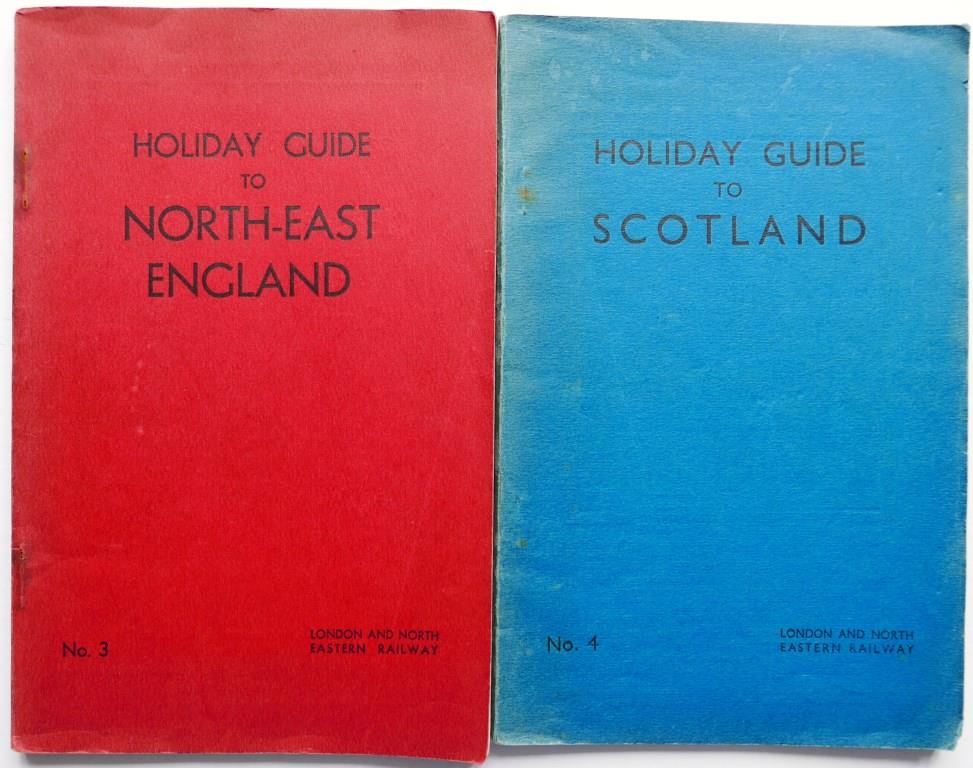 HOLIDAY GUIDE
TO
NORTH-EAST
ENGLAND
No. 3
LONDON AND NORTH
EASTERN RAILWAY
HOLIDAY GUIDE
TO
SCOTLAND
No. 4
LONDON AND NORTH
EASTERN RAILWAY